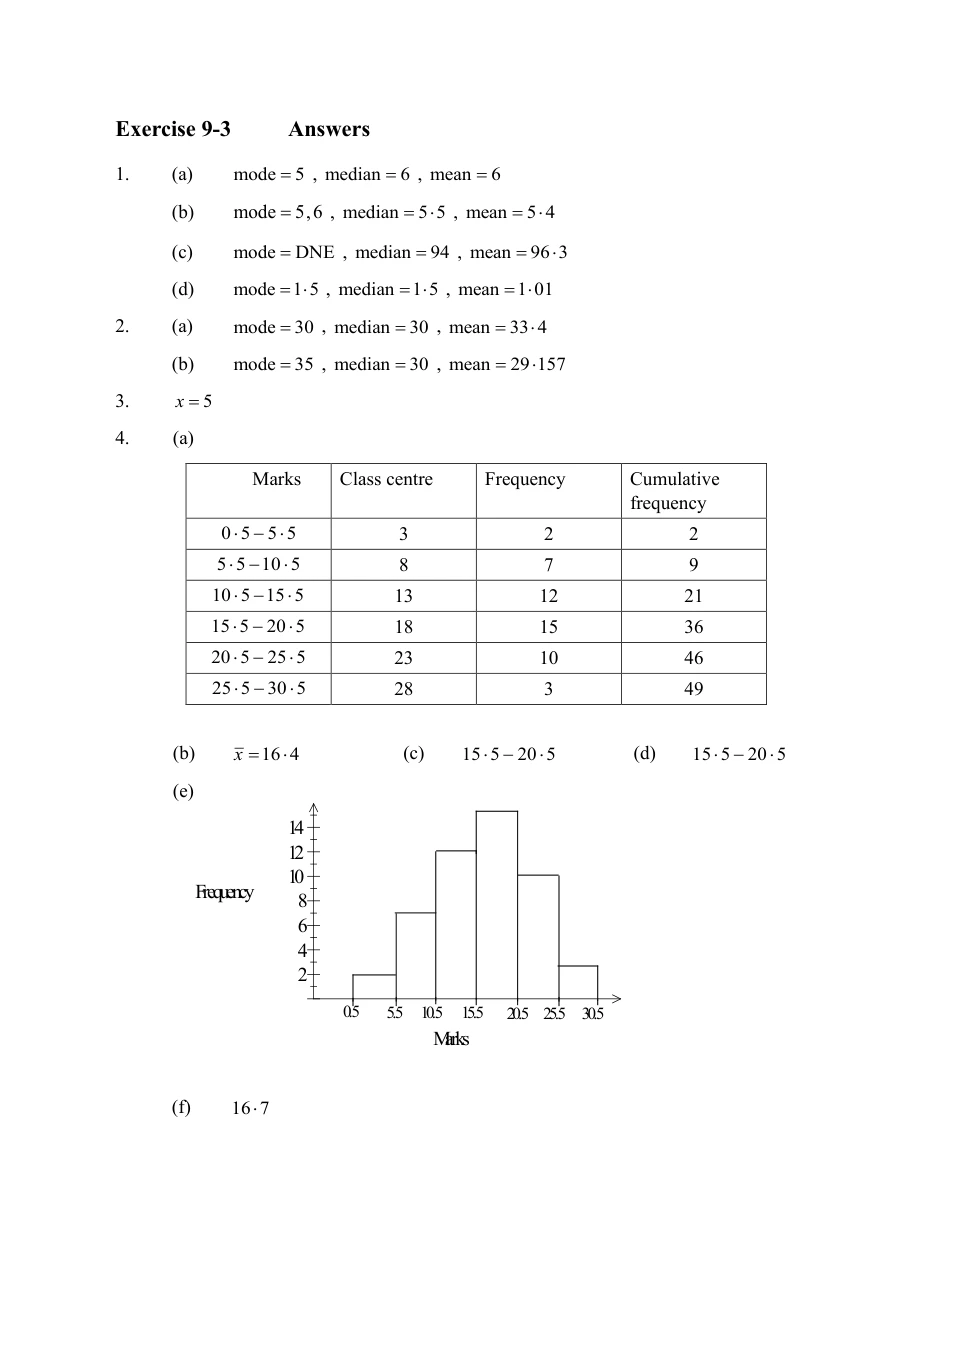 Exercise 9-3 Answers
1. (a) mode = 5 , median = 6 , mean = 6
(b) mode = 5,6 , median = 5·5 , mean = 5·4
(c) mode = DNE , median = 94 , mean = 96·3
(d) mode = 1·5 , median = 1·5 , mean = 1·01
2. (a) mode = 30 , median = 30 , mean = 33·4
(b) mode = 35 , median = 30 , mean = 29·157
3. x = 5
4. (a)
Marks Class centre Frequency Cumulative frequency
0·5 – 5·5 3 2 2
5·5 – 10·5 8 7 9
10·5 – 15·5 13 12 21
15·5 – 20·5 18 15 36
20·5 – 25·5 23 10 46
25·5 – 30·5 28 3 49
(b) x̅ = 16·4 (c) 15·5 – 20·5 (d) 15·5 – 20·5
(e)
14
12
10
Frequency
8
6
4
2
0.5 5.5 10.5 15.5 20.5 25.5 30.5
Marks
(f) 16·7